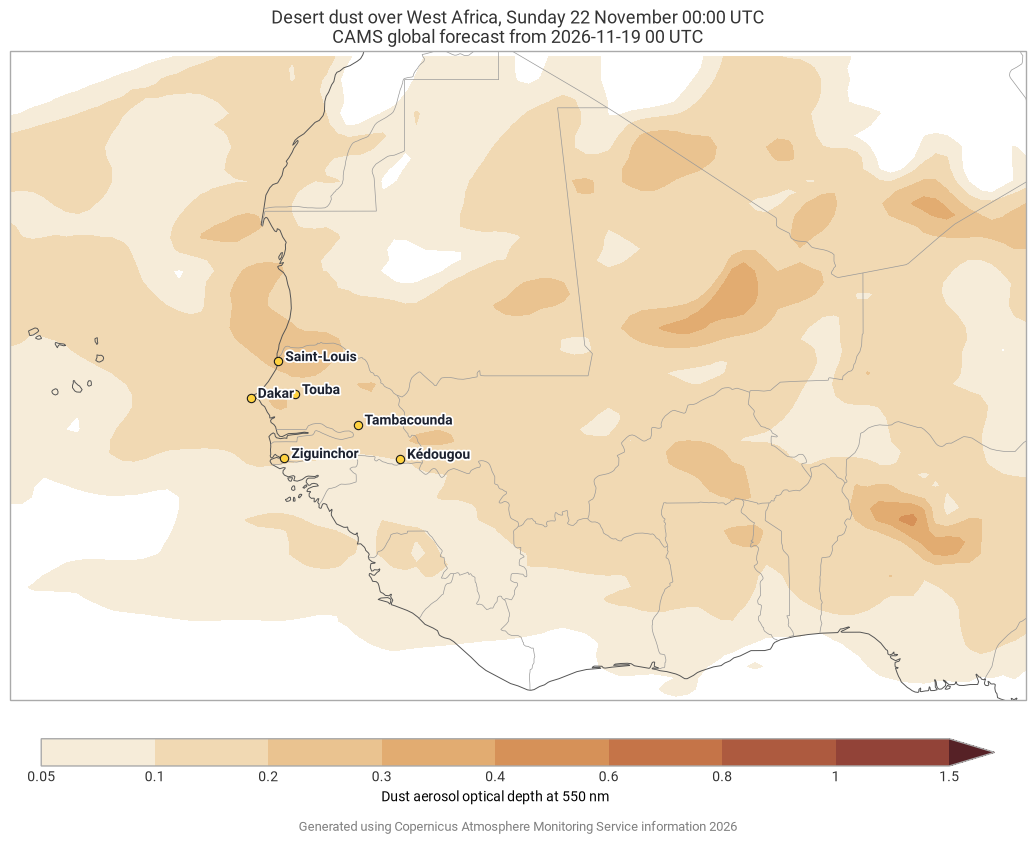 Desert dust over West Africa, Sunday 22 November 00:00 UTC
CAMS global forecast from 2026-11-19 00 UTC
Saint-Louis
Dakar
Touba
Tambacounda
Ziguinchor
Kédougou
0.05 0.1 0.2 0.3 0.4 0.6 0.8 1 1.5
Dust aerosol optical depth at 550 nm
Generated using Copernicus Atmosphere Monitoring Service information 2026